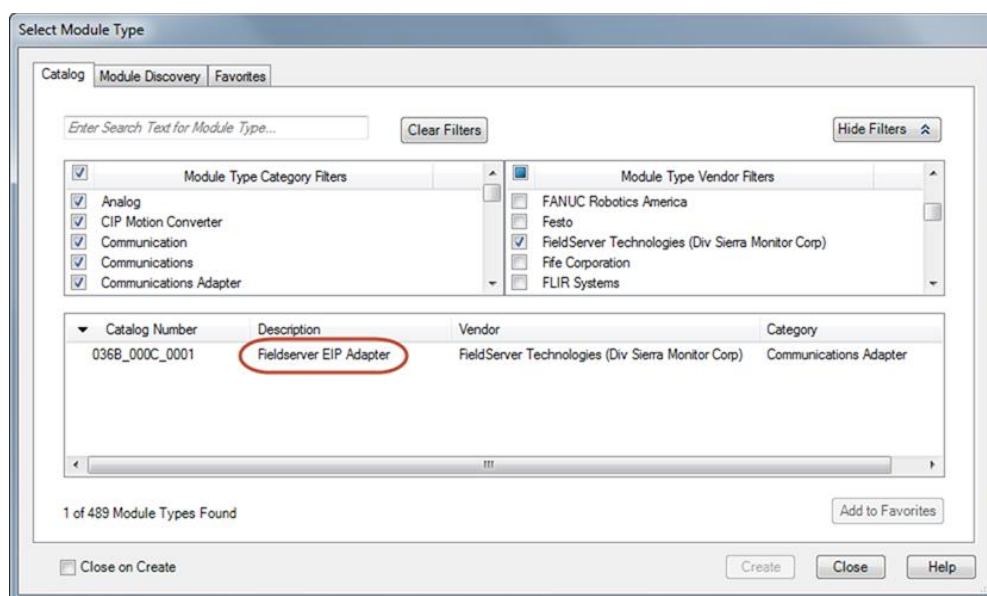 Select Module Type
Catalog Module Discovery Favorites
Enter Search Text for Module Type... Clear Filters Hide Filters
Module Type Category Filters Module Type Vendor Filters
Analog FANUC Robotics America
CIP Motion Converter Festo
Communication FieldServer Technologies (Div Sierra Monitor Corp)
Communications Fife Corporation
Communications Adapter FLIR Systems
Catalog Number Description Vendor Category
036B_000C_0001 Fieldserver EIP Adapter FieldServer Technologies (Div Sierra Monitor Corp) Communications Adapter
1 of 489 Module Types Found Add to Favorites
Close on Create Create Close Help